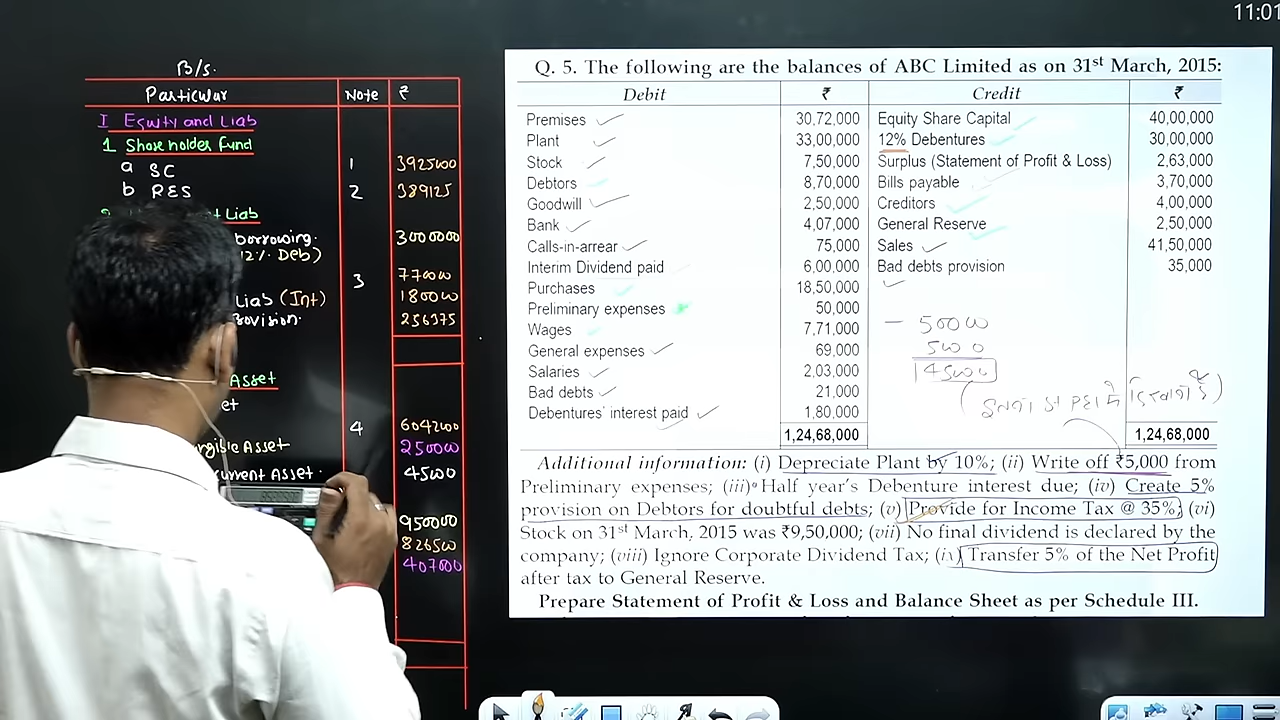 11:01
B/s.
Particular Note ₹
I Equity and Liab
1 Shareholder Fund
a SC 1 3925000
b R&S 2 389125
Liab
borrowing. 3000000
12% Deb)
3 770000
Liab (Int) 180000
rovision. 256375
Asset
et
4 6042000
ngible Asset 250000
current Asset. 45000
950000
826500
407000
Q. 5. The following are the balances of ABC Limited as on 31st March, 2015:
Debit ₹ Credit ₹
Premises 30,72,000 Equity Share Capital 40,00,000
Plant 33,00,000 12% Debentures 30,00,000
Stock 7,50,000 Surplus (Statement of Profit & Loss) 2,63,000
Debtors 8,70,000 Bills payable 3,70,000
Goodwill 2,50,000 Creditors 4,00,000
Bank 4,07,000 General Reserve 2,50,000
Calls-in-arrear 75,000 Sales 41,50,000
Interim Dividend paid 6,00,000 Bad debts provision 35,000
Purchases 18,50,000
Preliminary expenses 50,000
Wages 7,71,000
General expenses 69,000
Salaries 2,03,000
Bad debts 21,000
Debentures' interest paid 1,80,000
1,24,68,000 1,24,68,000
- 50000
5000
45000
Additional information: (i) Depreciate Plant by 10%; (ii) Write off ₹5,000 from
Preliminary expenses; (iii) Half year's Debenture interest due; (iv) Create 5%
provision on Debtors for doubtful debts; (v) Provide for Income Tax @ 35%; (vi)
Stock on 31st March, 2015 was ₹9,50,000; (vii) No final dividend is declared by the
company; (viii) Ignore Corporate Dividend Tax; (ix) Transfer 5% of the Net Profit
after tax to General Reserve.
Prepare Statement of Profit & Loss and Balance Sheet as per Schedule III.